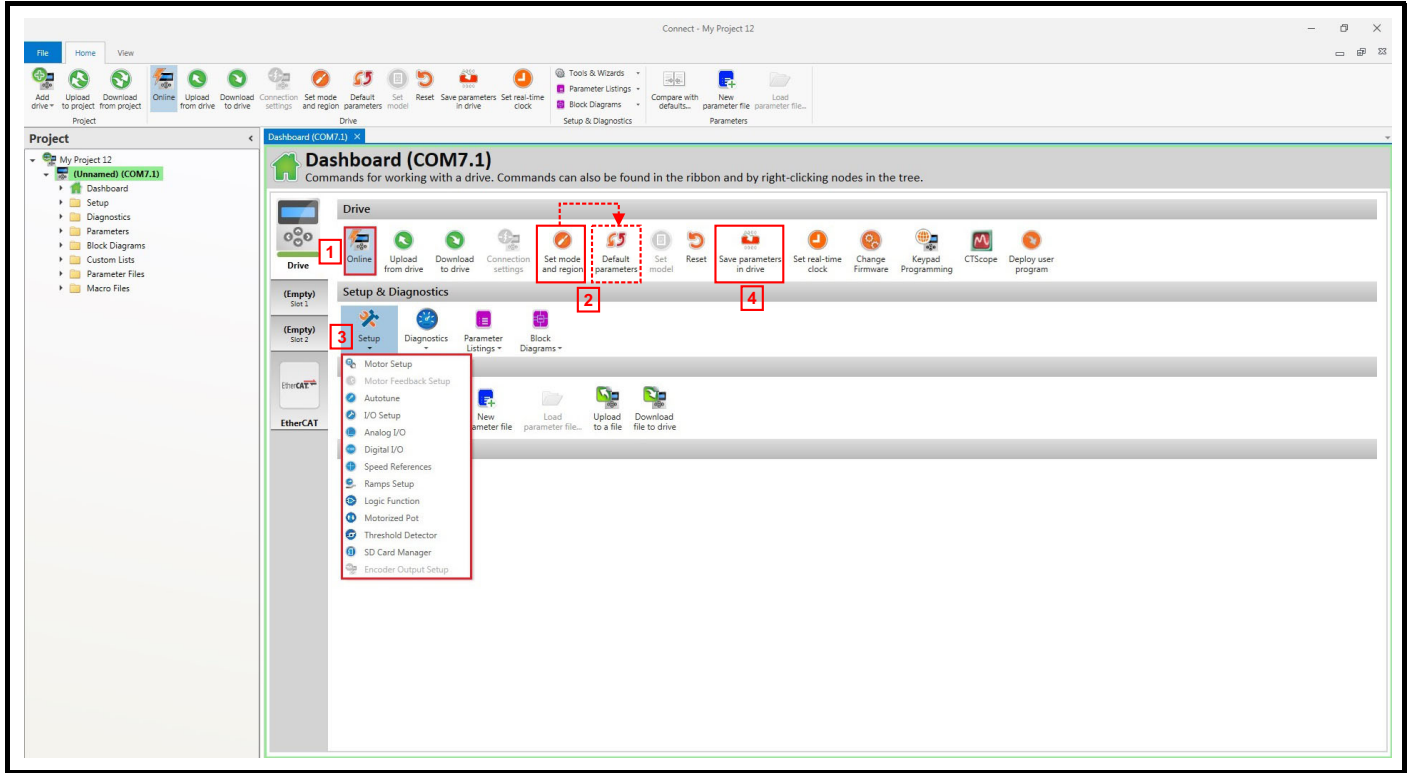 Connect - My Project 12
File Home View
Add drive
Upload to project
Download from project
Online
Upload from drive
Download to drive
Connection settings
Set mode and region
Default parameters
Set model
Reset
Save parameters in drive
Set real-time clock
Tools & Wizards
Parameter Listings
Block Diagrams
Compare with defaults...
New parameter file
Load parameter file...
Project Drive Setup & Diagnostics Parameters
Project
My Project 12
(Unnamed) (COM7.1)
Dashboard
Setup
Diagnostics
Parameters
Block Diagrams
Custom Lists
Parameter Files
Macro Files
Dashboard (COM7.1)
Dashboard (COM7.1)
Commands for working with a drive. Commands can also be found in the ribbon and by right-clicking nodes in the tree.
Drive
(Empty)
Slot 1
(Empty)
Slot 2
EtherCAT
EtherCAT
Drive
1
Online
Upload from drive
Download to drive
Connection settings
Set mode and region
Default parameters
Set model
Reset
Save parameters in drive
Set real-time clock
Change Firmware
Keypad Programming
CTScope
Deploy user program
2
4
Setup & Diagnostics
3
Setup
Diagnostics
Parameter Listings
Block Diagrams
Motor Setup
Motor Feedback Setup
Autotune
I/O Setup
Analog I/O
Digital I/O
Speed References
Ramps Setup
Logic Function
Motorized Pot
Threshold Detector
SD Card Manager
Encoder Output Setup
New
ameter file
Load parameter file...
Upload to a file
Download file to drive